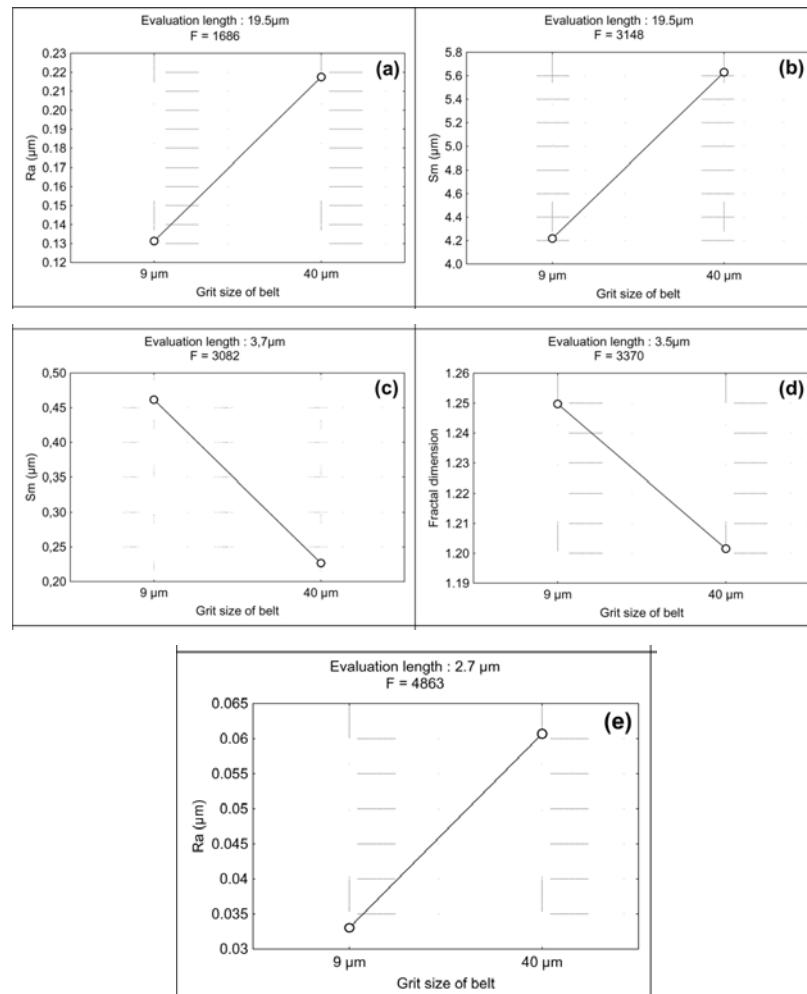 Evaluation length : 19.5µm
F = 1686
(a)
0.23
0.22
0.21
0.20
0.19
0.18
0.17
0.16
0.15
0.14
0.13
0.12
Ra (µm)
9 µm
40 µm
Grit size of belt
Evaluation length : 19.5µm
F = 3148
(b)
5.8
5.6
5.4
5.2
5.0
4.8
4.6
4.4
4.2
4.0
Sm (µm)
9 µm
40 µm
Grit size of belt
Evaluation length : 3,7µm
F = 3082
(c)
0,50
0,45
0,40
0,35
0,30
0,25
0,20
Sm (µm)
9 µm
40 µm
Grit size of belt
Evaluation length : 3.5µm
F = 3370
(d)
1.26
1.25
1.24
1.23
1.22
1.21
1.20
1.19
Fractal dimension
9 µm
40 µm
Grit size of belt
Evaluation length : 2.7 µm
F = 4863
(e)
0.065
0.06
0.055
0.05
0.045
0.04
0.035
0.03
Ra (µm)
9 µm
40 µm
Grit size of belt